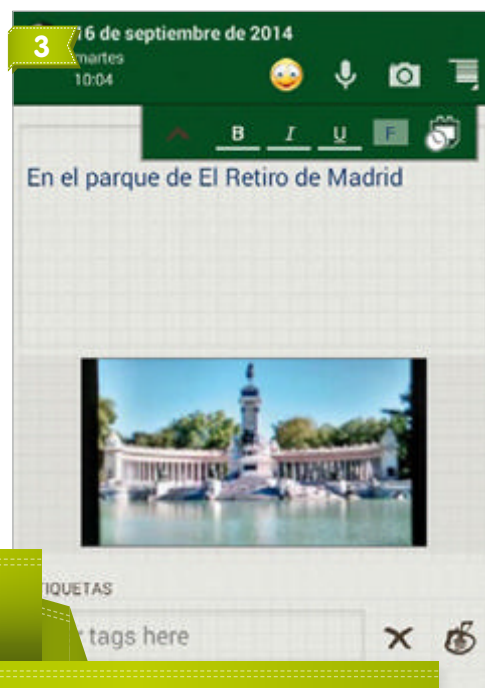 3
16 de septiembre de 2014
martes
10:04
B I U F
En el parque de El Retiro de Madrid
tags here